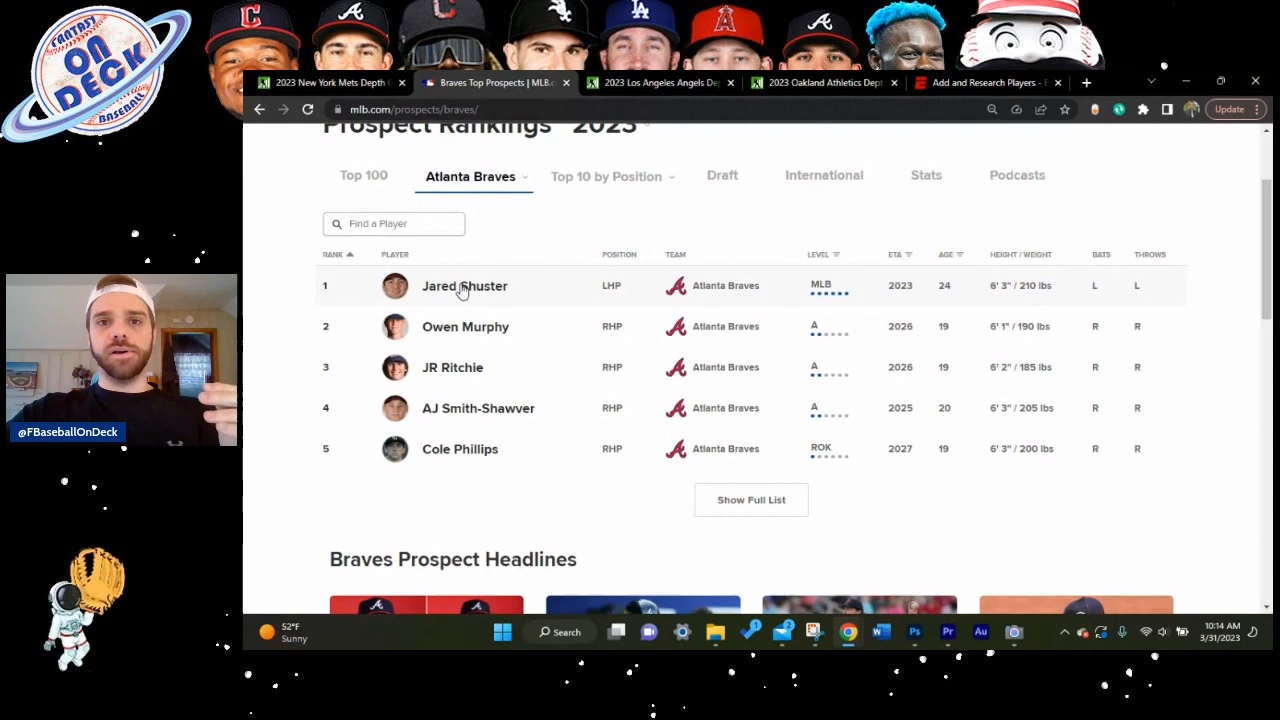 FANTASY
ON
DECK
BASEBALL
2023 New York Mets Depth C
Braves Top Prospects | MLB.c
2023 Los Angeles Angels De
2023 Oakland Athletics Dept
Add and Research Players - E
mlb.com/prospects/braves/
Update
Prospect Rankings 2023
Top 100
Atlanta Braves
Top 10 by Position
Draft
International
Stats
Podcasts
Find a Player
RANK PLAYER POSITION TEAM LEVEL ETA AGE HEIGHT / WEIGHT BATS THROWS
1 Jared Shuster LHP Atlanta Braves MLB 2023 24 6' 3" / 210 lbs L L
2 Owen Murphy RHP Atlanta Braves A 2026 19 6' 1" / 190 lbs R R
3 JR Ritchie RHP Atlanta Braves A 2026 19 6' 2" / 185 lbs R R
4 AJ Smith-Shawver RHP Atlanta Braves A 2025 20 6' 3" / 205 lbs R R
5 Cole Phillips RHP Atlanta Braves ROK 2027 19 6' 3" / 200 lbs R R
Show Full List
Braves Prospect Headlines
@FBaseballOnDeck
52°F
Sunny
Search
10:14 AM
3/31/2023